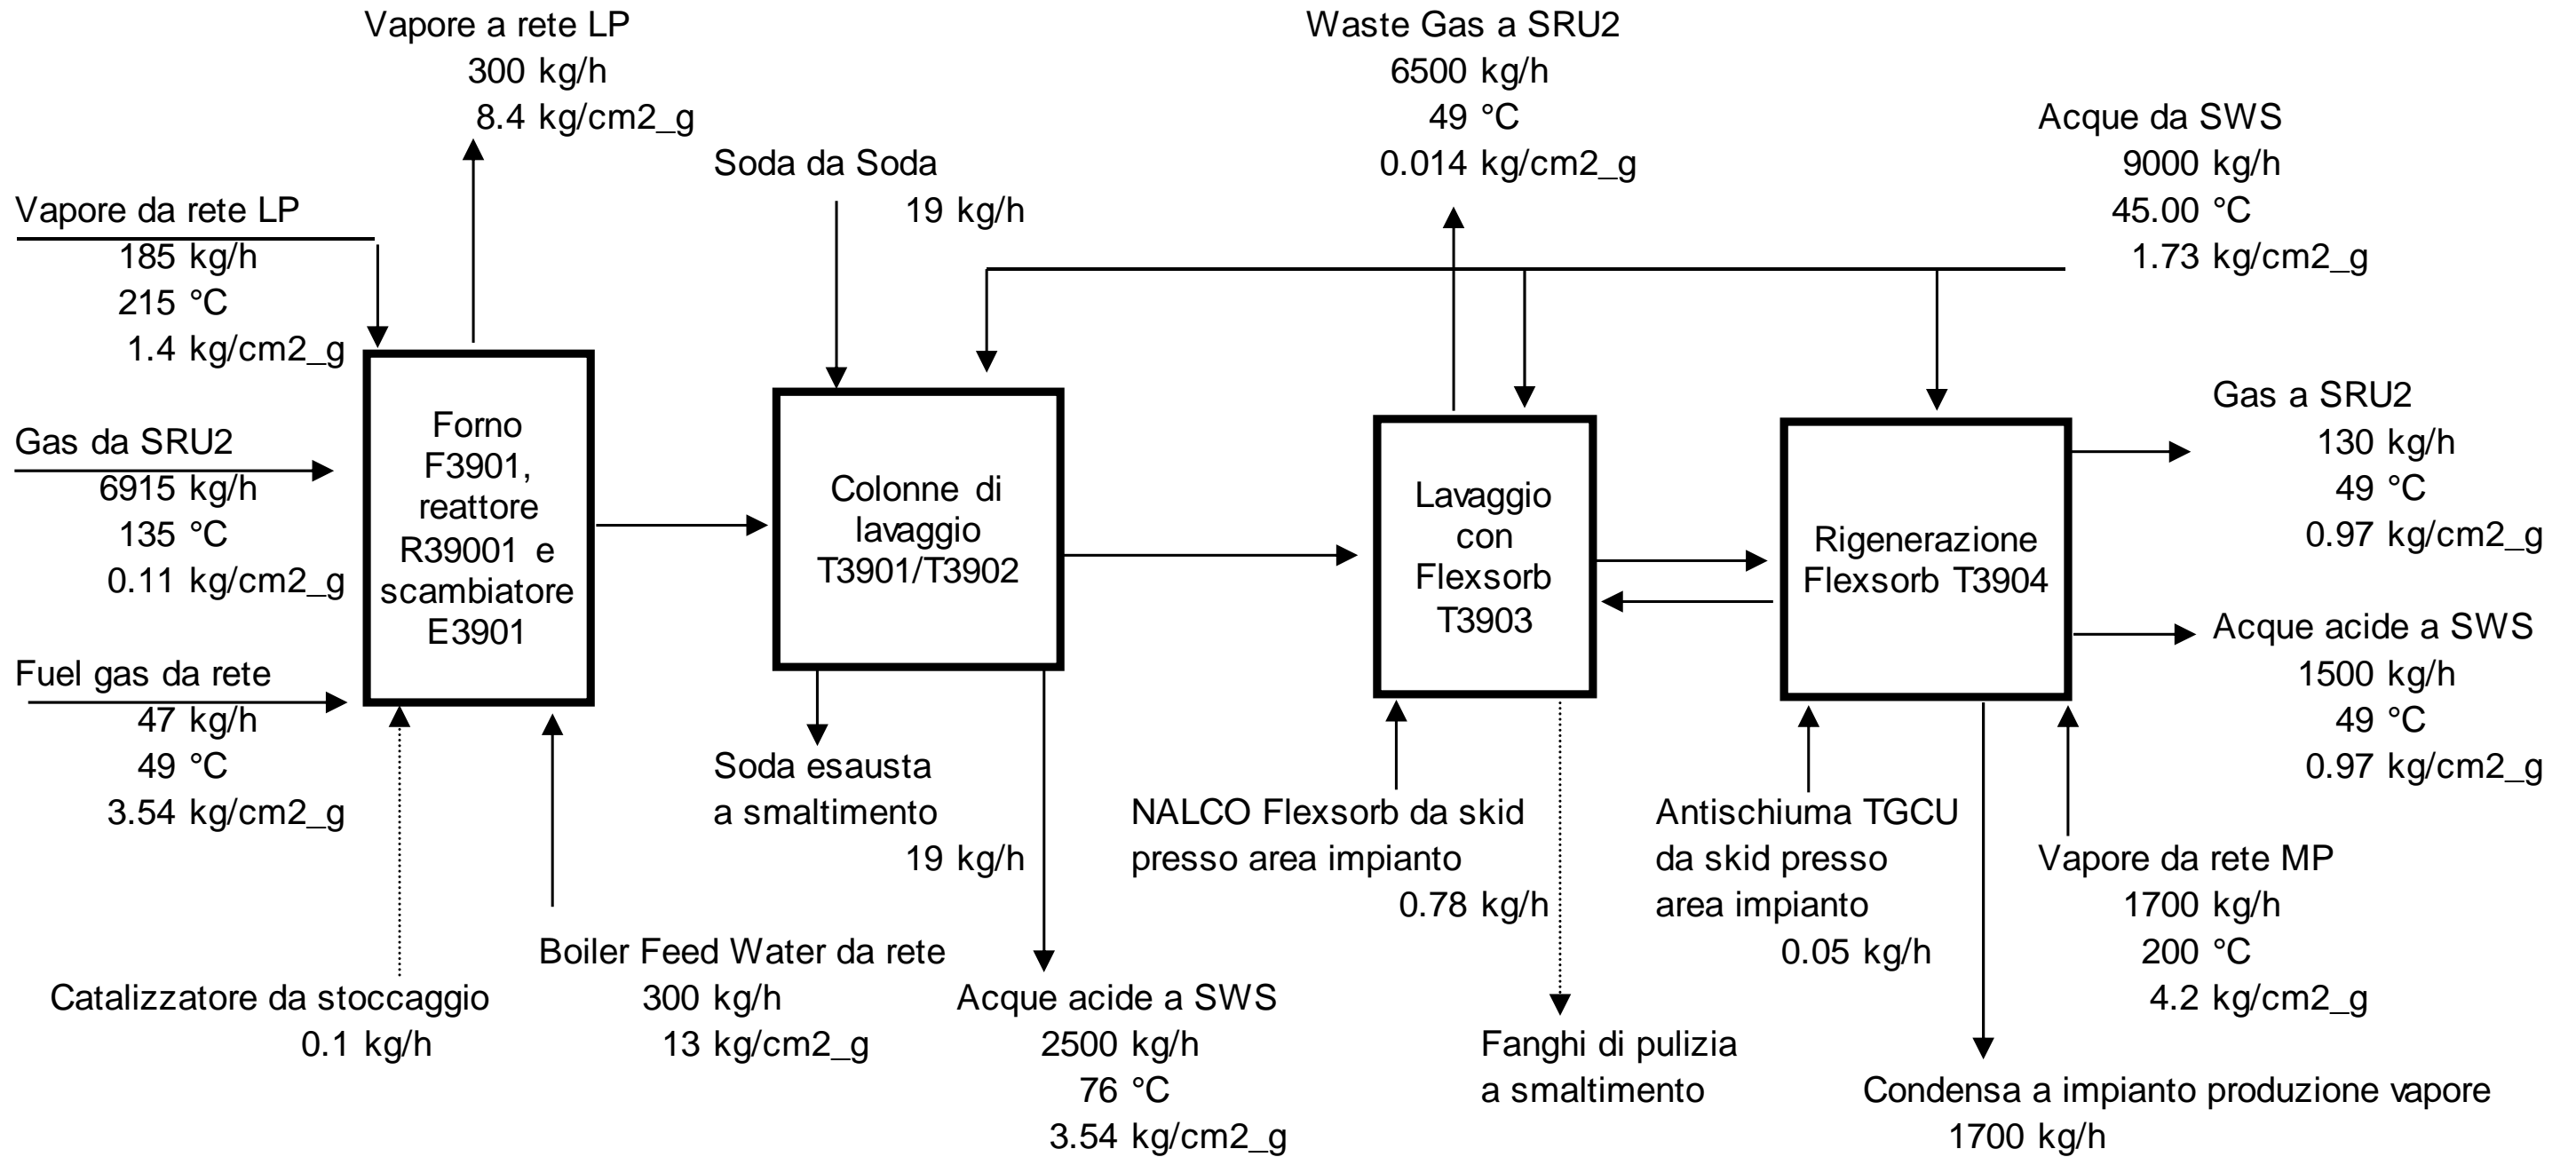 Vapore a rete LP
300 kg/h
8.4 kg/cm2_g
Waste Gas a SRU2
6500 kg/h
49 °C
0.014 kg/cm2_g
Acque da SWS
9000 kg/h
45.00 °C
1.73 kg/cm2_g
Soda da Soda
19 kg/h
Vapore da rete LP
185 kg/h
215 °C
1.4 kg/cm2_g
Gas da SRU2
6915 kg/h
135 °C
0.11 kg/cm2_g
Fuel gas da rete
47 kg/h
49 °C
3.54 kg/cm2_g
Forno
F3901,
reattore
R39001 e
scambiatore
E3901
Colonne di
lavaggio
T3901/T3902
Lavaggio
con
Flexsorb
T3903
Rigenerazione
Flexsorb T3904
Gas a SRU2
130 kg/h
49 °C
0.97 kg/cm2_g
Acque acide a SWS
1500 kg/h
49 °C
0.97 kg/cm2_g
Soda esausta
a smaltimento
19 kg/h
NALCO Flexsorb da skid
presso area impianto
0.78 kg/h
Antischiuma TGCU
da skid presso
area impianto
0.05 kg/h
Vapore da rete MP
1700 kg/h
200 °C
4.2 kg/cm2_g
Catalizzatore da stoccaggio
0.1 kg/h
Boiler Feed Water da rete
300 kg/h
13 kg/cm2_g
Acque acide a SWS
2500 kg/h
76 °C
3.54 kg/cm2_g
Fanghi di pulizia
a smaltimento
Condensa a impianto produzione vapore
1700 kg/h